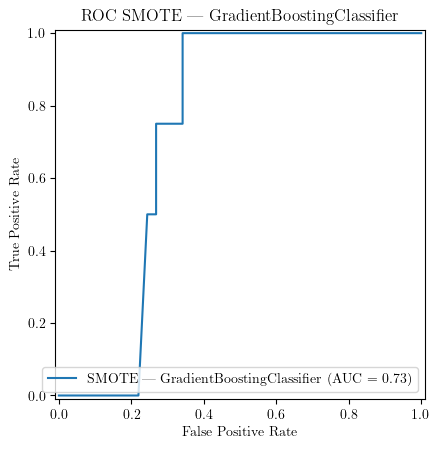 ROC SMOTE — GradientBoostingClassifier
1.0
0.8
0.6
0.4
0.2
0.0
True Positive Rate
SMOTE — GradientBoostingClassifier (AUC = 0.73)
0.0 0.2 0.4 0.6 0.8 1.0
False Positive Rate